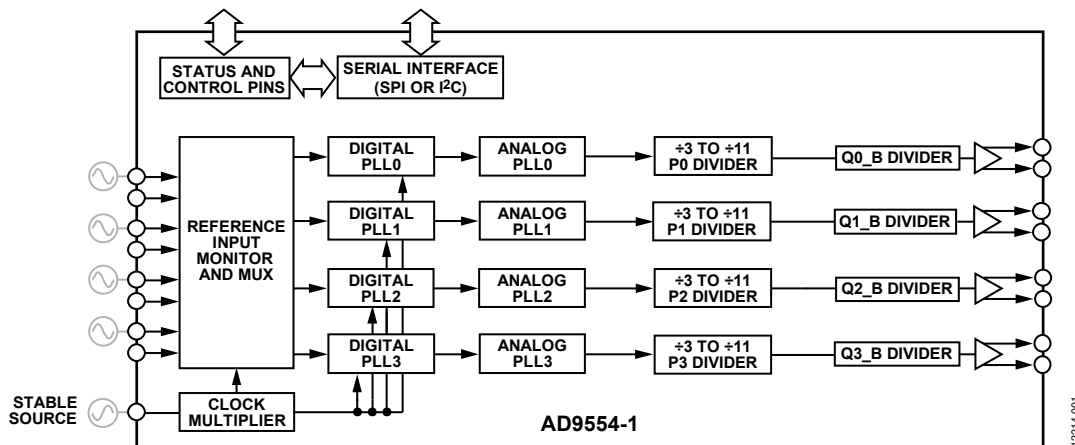 STATUS AND
CONTROL PINS
SERIAL INTERFACE
(SPI OR I²C)
REFERENCE
INPUT
MONITOR
AND MUX
DIGITAL
PLL0
ANALOG
PLL0
÷3 TO ÷11
P0 DIVIDER
Q0_B DIVIDER
DIGITAL
PLL1
ANALOG
PLL1
÷3 TO ÷11
P1 DIVIDER
Q1_B DIVIDER
DIGITAL
PLL2
ANALOG
PLL2
÷3 TO ÷11
P2 DIVIDER
Q2_B DIVIDER
DIGITAL
PLL3
ANALOG
PLL3
÷3 TO ÷11
P3 DIVIDER
Q3_B DIVIDER
STABLE
SOURCE
CLOCK
MULTIPLIER
AD9554-1